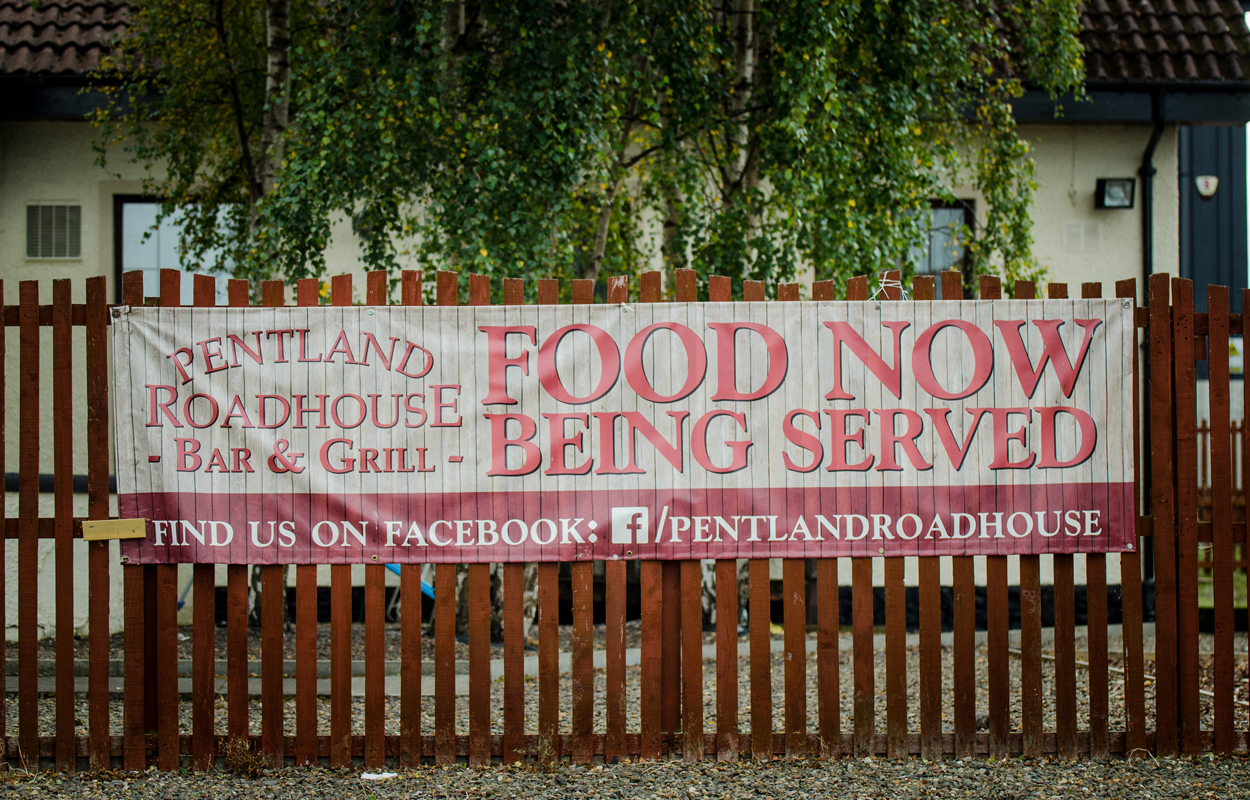 PENTLAND
ROADHOUSE
- BAR & GRILL -
FOOD NOW
BEING SERVED
FIND US ON FACEBOOK: f/PENTLANDROADHOUSE